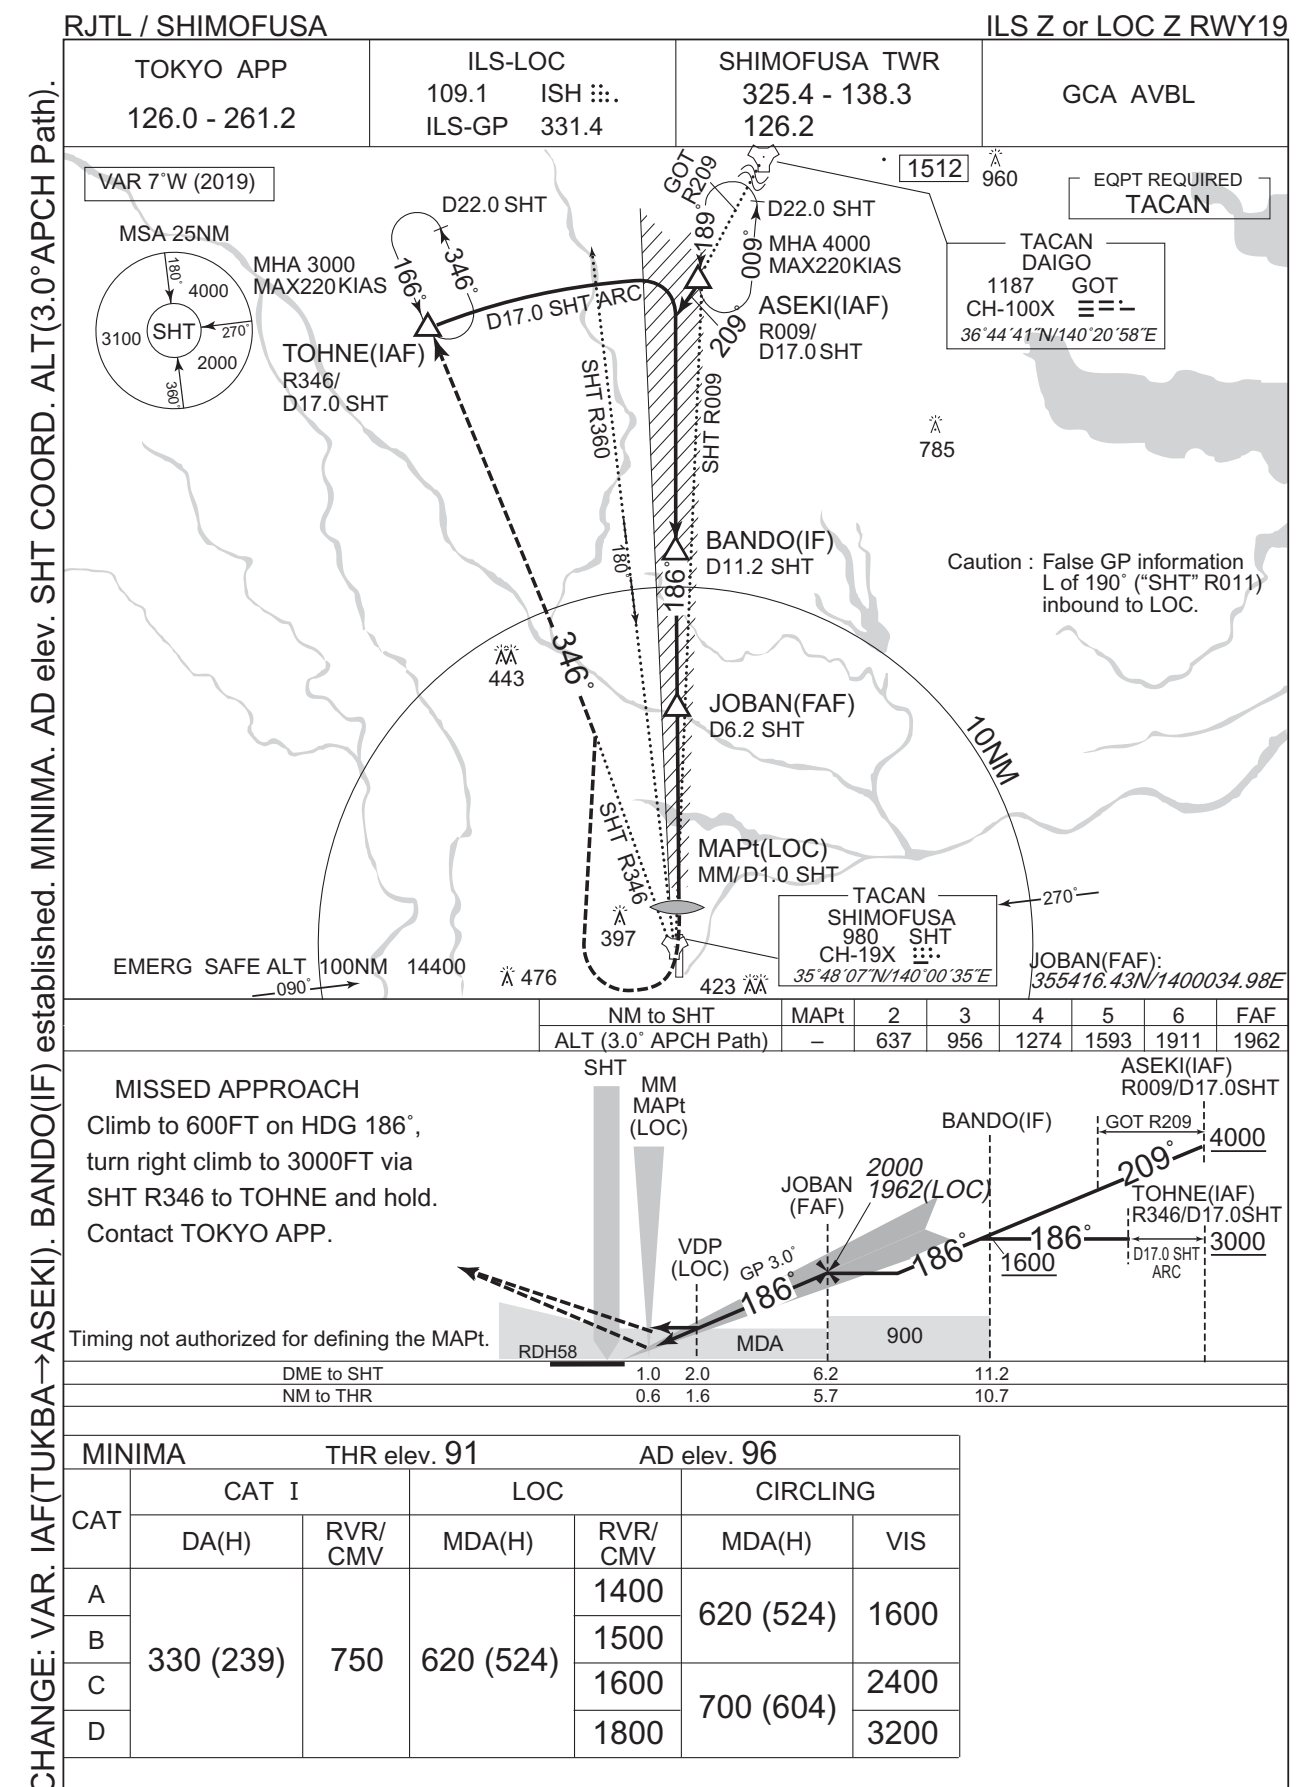 RJTL / SHIMOFUSA
ILS Z or LOC Z RWY19
TOKYO APP
126.0 - 261.2
ILS-LOC
109.1 ISH
ILS-GP 331.4
SHIMOFUSA TWR
325.4 - 138.3
126.2
GCA AVBL
VAR 7˚W (2019)
MSA 25NM
180˚
4000
3100
SHT
270˚
2000
360˚
D22.0 SHT
MHA 3000
MAX220KIAS
166˚
346˚
D17.0 SHT ARC
TOHNE(IAF)
R346/
D17.0 SHT
GOT
R209
189˚
009˚
D22.0 SHT
MHA 4000
MAX220KIAS
209˚
ASEKI(IAF)
R009/
D17.0 SHT
1512
960
EQPT REQUIRED
TACAN
TACAN
DAIGO
1187 GOT
CH-100X
36˚44´41˝N/140˚20´58˝E
SHT R360
SHT R009
785
180˚
BANDO(IF)
D11.2 SHT
186˚
Caution : False GP information
L of 190˚ (“SHT” R011)
inbound to LOC.
443
346˚
JOBAN(FAF)
D6.2 SHT
10NM
SHT R346
MAPt(LOC)
MM/D1.0 SHT
397
TACAN
SHIMOFUSA
980 SHT
CH-19X
35˚48´07˝N/140˚00´35˝E
270˚
EMERG SAFE ALT 100NM 14400
090˚
476
423
JOBAN(FAF):
355416.43N/1400034.98E
NM to SHT MAPt 2 3 4 5 6 FAF
ALT (3.0˚ APCH Path) – 637 956 1274 1593 1911 1962
MISSED APPROACH
Climb to 600FT on HDG 186˚,
turn right climb to 3000FT via
SHT R346 to TOHNE and hold.
Contact TOKYO APP.
Timing not authorized for defining the MAPt.
SHT
MM
MAPt
(LOC)
VDP
(LOC)
GP 3.0˚
186˚
JOBAN
(FAF)
2000
1962(LOC)
186˚
BANDO(IF)
1600
186˚
ASEKI(IAF)
R009/D17.0SHT
GOT R209
4000
209˚
TOHNE(IAF)
R346/D17.0SHT
3000
D17.0 SHT
ARC
RDH58
MDA
900
DME to SHT 1.0 2.0 6.2 11.2
NM to THR 0.6 1.6 5.7 10.7
MINIMA THR elev. 91 AD elev. 96
CAT
CAT I LOC CIRCLING
DA(H) RVR/CMV MDA(H) RVR/CMV MDA(H) VIS
A 1400
B 1500
330 (239) 750 620 (524)
620 (524) 1600
C 1600 2400
700 (604)
D 1800 3200
CHANGE: VAR. IAF(TUKBA→ASEKI). BANDO(IF) established. MINIMA. AD elev. SHT COORD. ALT(3.0˚APCH Path).